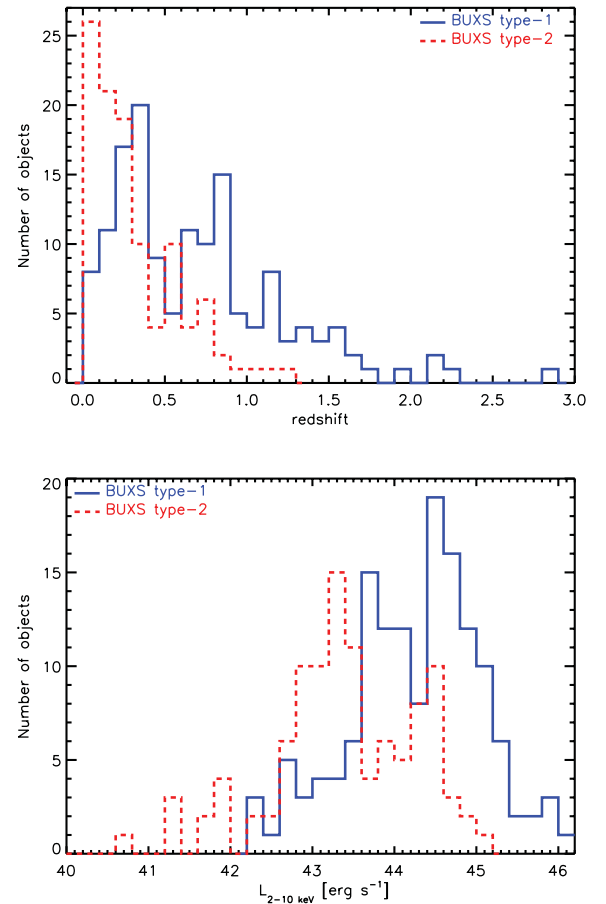 BUXS type-1
BUXS type-2
25
20
15
10
5
0
Number of objects
0.0 0.5 1.0 1.5 2.0 2.5 3.0
redshift
BUXS type-1
BUXS type-2
20
15
10
5
0
Number of objects
40 41 42 43 44 45 46
L2-10 keV [erg s−1]